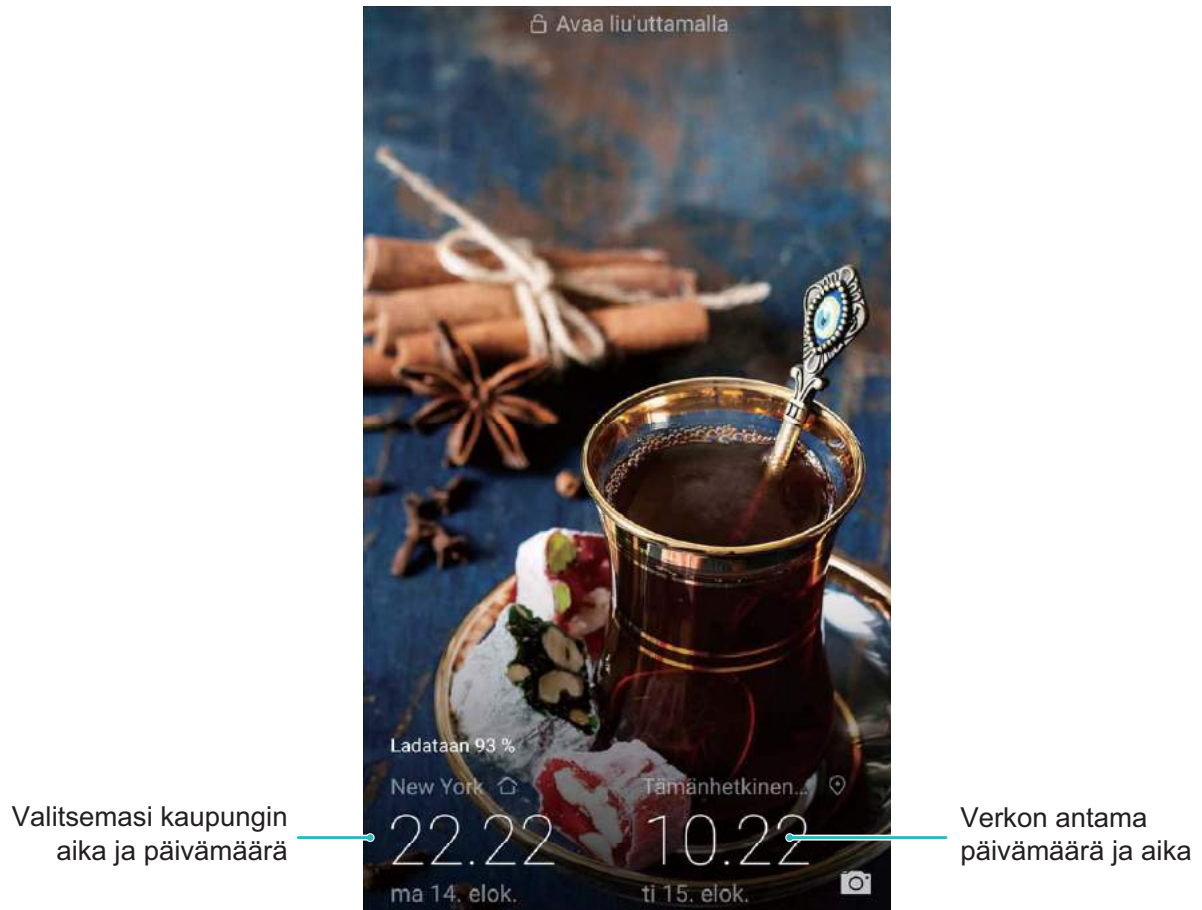 Avaa liu'uttamalla
Ladataan 93 %
New York
Tämänhetkinen...
22.22
10.22
ma 14. elok.
ti 15. elok.
Valitsemasi kaupungin
aika ja päivämäärä
Verkon antama
päivämäärä ja aika